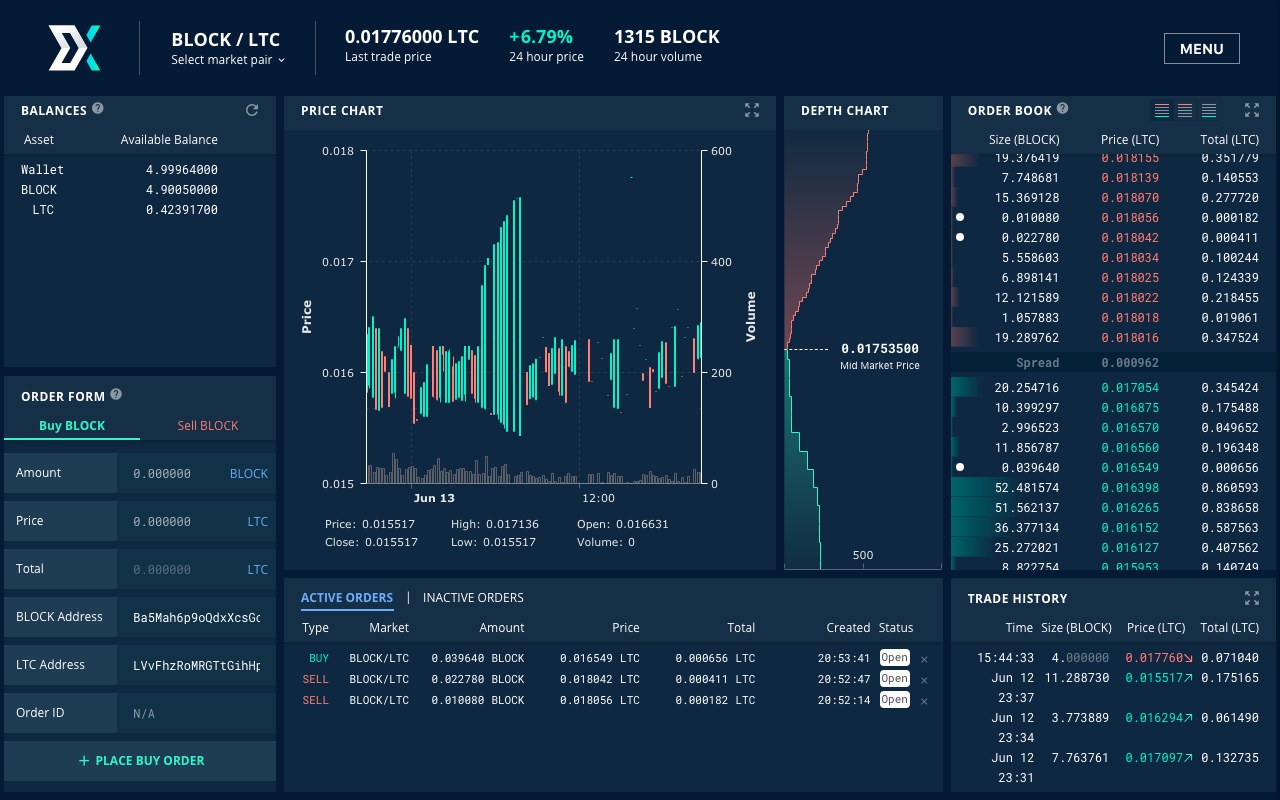 BLOCK / LTC
Select market pair
0.01776000 LTC
Last trade price
+6.79%
24 hour price
1315 BLOCK
24 hour volume
MENU
BALANCES ?
Asset Available Balance
Wallet 4.99964000
BLOCK 4.90050000
LTC 0.42391700
ORDER FORM ?
Buy BLOCK Sell BLOCK
Amount 0.000000 BLOCK
Price 0.000000 LTC
Total 0.000000 LTC
BLOCK Address Ba5Mah6p9oQdxXcsGc
LTC Address LVvFhzRoMRGTtGihHp
Order ID N/A
+ PLACE BUY ORDER
PRICE CHART
0.018 600
0.017 400
Price Volume
0.016 200
0.015 0
Jun 13 12:00
Price: 0.015517 High: 0.017136 Open: 0.016631
Close: 0.015517 Low: 0.015517 Volume: 0
DEPTH CHART
0.01753500
Mid Market Price
500
ORDER BOOK ?
Size (BLOCK) Price (LTC) Total (LTC)
19.376419 0.018155 0.351779
7.748681 0.018139 0.140553
15.369128 0.018070 0.277720
0.010080 0.018056 0.000182
0.022780 0.018042 0.000411
5.558603 0.018034 0.100244
6.898141 0.018025 0.124339
12.121589 0.018022 0.218455
1.057883 0.018018 0.019061
19.289762 0.018016 0.347524
Spread 0.000962
20.254716 0.017054 0.345424
10.399297 0.016875 0.175488
2.996523 0.016570 0.049652
11.856787 0.016560 0.196348
0.039640 0.016549 0.000656
52.481574 0.016398 0.860593
51.562137 0.016265 0.838658
36.377134 0.016152 0.587563
25.272021 0.016127 0.407562
8.822754 0.015953 0.140749
ACTIVE ORDERS | INACTIVE ORDERS
Type Market Amount Price Total Created Status
BUY BLOCK/LTC 0.039640 BLOCK 0.016549 LTC 0.000656 LTC 20:53:41 Open ×
SELL BLOCK/LTC 0.022780 BLOCK 0.018042 LTC 0.000411 LTC 20:52:47 Open ×
SELL BLOCK/LTC 0.010080 BLOCK 0.018056 LTC 0.000182 LTC 20:52:14 Open ×
TRADE HISTORY
Time Size (BLOCK) Price (LTC) Total (LTC)
15:44:33 4.000000 0.017760↘ 0.071040
Jun 12 11.288730 0.015517↗ 0.175165
23:37
Jun 12 3.773889 0.016294↗ 0.061490
23:34
Jun 12 7.763761 0.017097↗ 0.132735
23:31